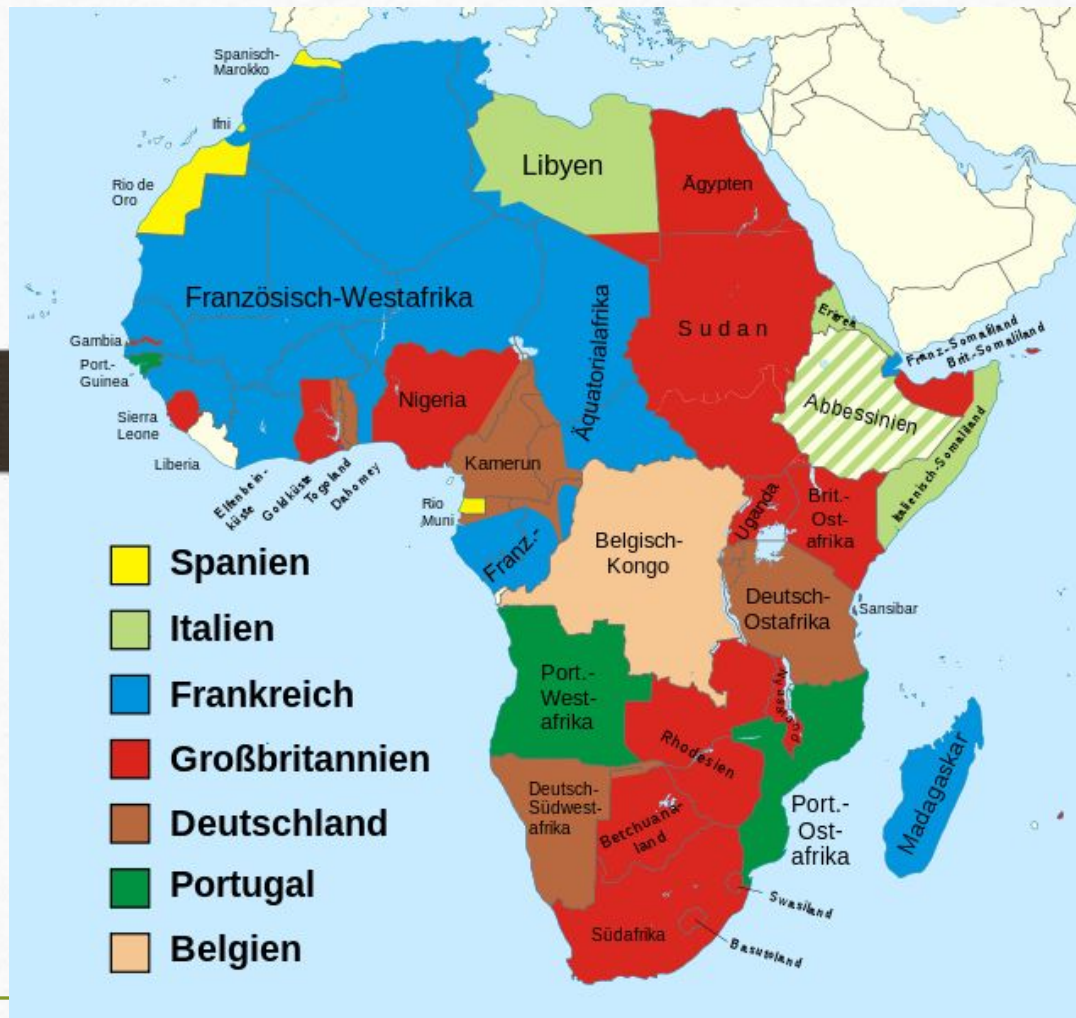 Spanisch-
Marokko
Ifni
Rio de
Oro
Libyen
Ägypten
Französisch-Westafrika
Äquatorialafrika
Sudan
Eritrea
Franz.-Somaliland
Brit.-Somaliland
Gambia
Port.-
Guinea
Sierra
Leone
Liberia
Elfenbein-
küste
Goldküste
Togoland
Dahomey
Nigeria
Kamerun
Rio
Muni
Franz.-
Abbessinien
Italienisch-Somaliland
Uganda
Brit.-
Ost-
afrika
Belgisch-
Kongo
Deutsch-
Ostafrika
Sansibar
Port.-
West-
afrika
Nyassaland
Rhodesien
Deutsch-
Südwest-
afrika
Betchuana-
land
Port.-
Ost-
afrika
Madagaskar
Swasiland
Südafrika
Basutoland
Spanien
Italien
Frankreich
Großbritannien
Deutschland
Portugal
Belgien